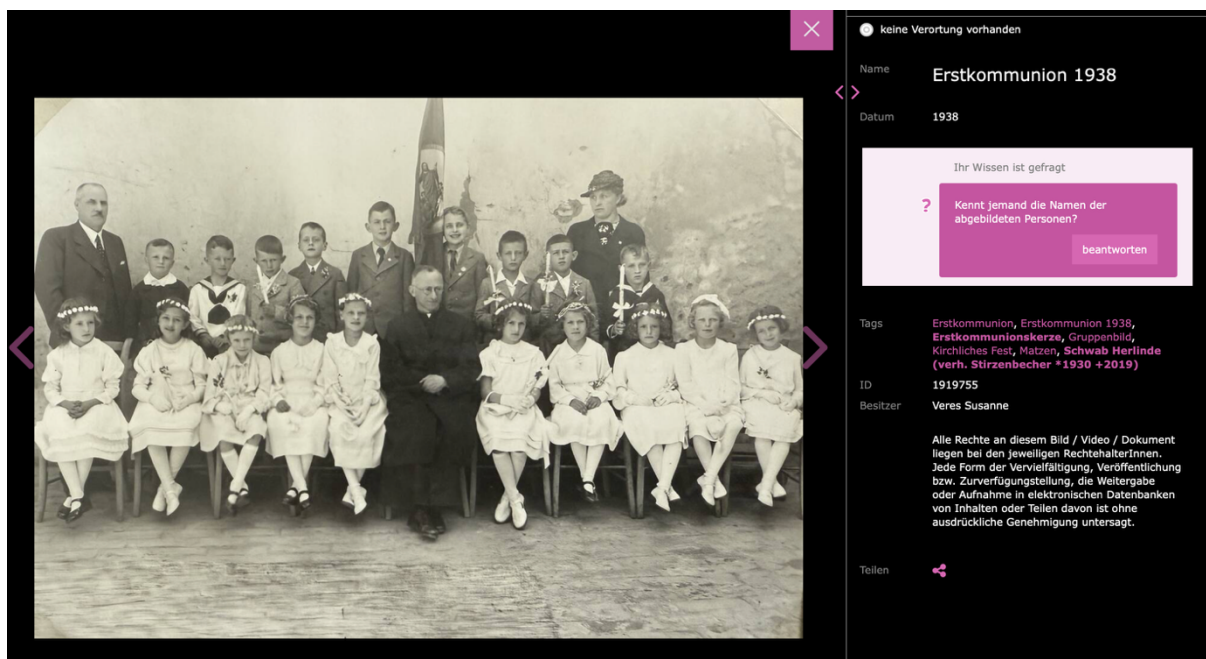 keine Verortung vorhanden
Name
Erstkommunion 1938
Datum
1938
Ihr Wissen ist gefragt
?
Kennt jemand die Namen der
abgebildeten Personen?
beantworten
Tags
Erstkommunion, Erstkommunion 1938,
Erstkommunionskerze, Gruppenbild,
Kirchliches Fest, Matzen, Schwab Herlinde
(verh. Stirzenbecher *1930 +2019)
ID
1919755
Besitzer
Veres Susanne
Alle Rechte an diesem Bild / Video / Dokument
liegen bei den jeweiligen RechtehalterInnen.
Jede Form der Vervielfältigung, Veröffentlichung
bzw. Zurverfügungstellung, die Weitergabe
oder Aufnahme in elektronischen Datenbanken
von Inhalten oder Teilen davon ist ohne
ausdrückliche Genehmigung untersagt.
Teilen